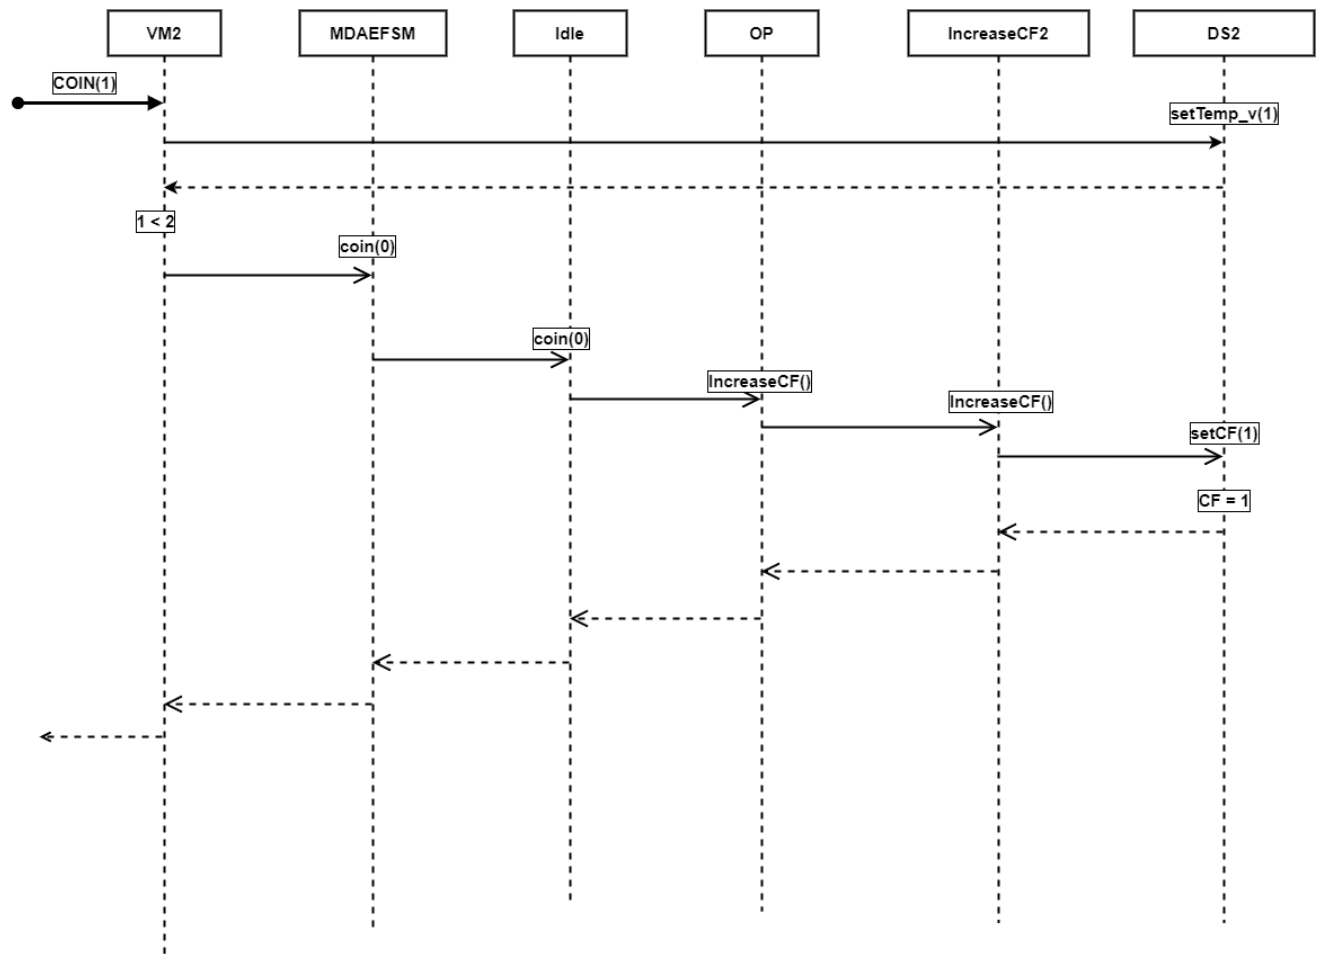 VM2
MDAEFSM
Idle
OP
IncreaseCF2
DS2
COIN(1)
setTemp_v(1)
1 < 2
coin(0)
coin(0)
IncreaseCF()
IncreaseCF()
setCF(1)
CF = 1